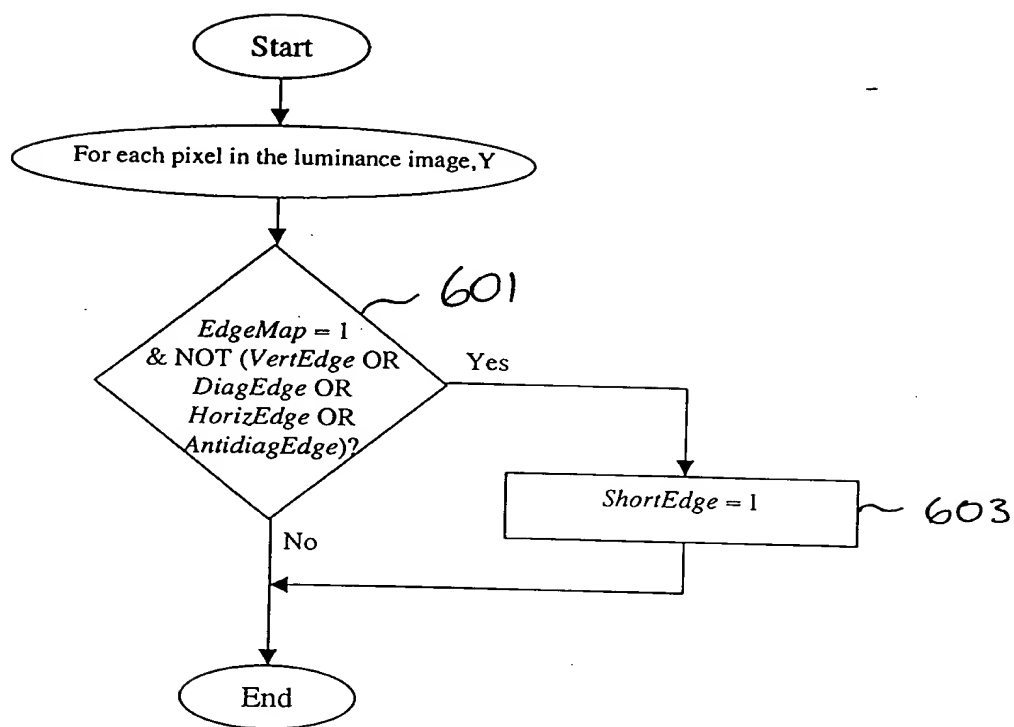 Start
For each pixel in the luminance image,Y
601
EdgeMap = 1
& NOT (VertEdge OR
DiagEdge OR
HorizEdge OR
AntidiagEdge)?
Yes
ShortEdge = 1
603
No
End